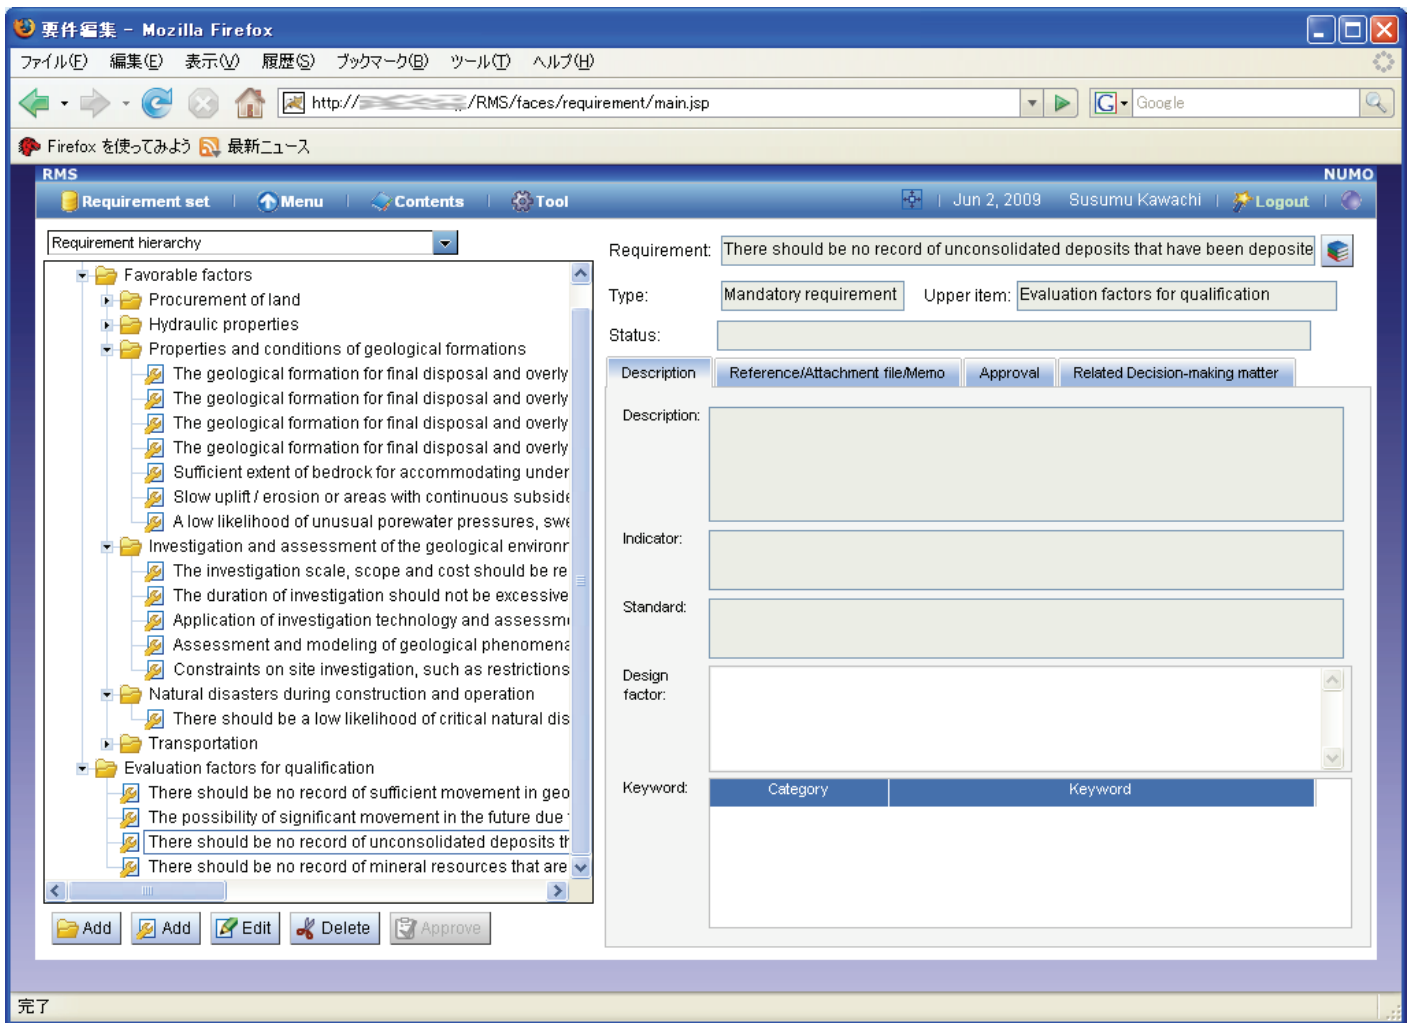 要件編集 - Mozilla Firefox
ファイル(F) 編集(E) 表示(V) 履歴(S) ブックマーク(B) ツール(T) ヘルプ(H)
http:// /RMS/faces/requirement/main.jsp
Google
Firefox を使ってみよう 最新ニュース
RMS NUMO
Requirement set Menu Contents Tool Jun 2, 2009 Susumu Kawachi Logout
Requirement hierarchy
Favorable factors
Procurement of land
Hydraulic properties
Properties and conditions of geological formations
The geological formation for final disposal and overly
The geological formation for final disposal and overly
The geological formation for final disposal and overly
The geological formation for final disposal and overly
Sufficient extent of bedrock for accommodating under
Slow uplift / erosion or areas with continuous subside
A low likelihood of unusual porewater pressures, swe
Investigation and assessment of the geological environr
The investigation scale, scope and cost should be re
The duration of investigation should not be excessive
Application of investigation technology and assessm
Assessment and modeling of geological phenomena
Constraints on site investigation, such as restrictions
Natural disasters during construction and operation
There should be a low likelihood of critical natural dis
Transportation
Evaluation factors for qualification
There should be no record of sufficient movement in geo
The possibility of significant movement in the future due
There should be no record of unconsolidated deposits th
There should be no record of mineral resources that are
Add Add Edit Delete Approve
Requirement: There should be no record of unconsolidated deposits that have been deposite
Type: Mandatory requirement Upper item: Evaluation factors for qualification
Status:
Description Reference/Attachment file/Memo Approval Related Decision-making matter
Description:
Indicator:
Standard:
Design
factor:
Keyword: Category Keyword
完了